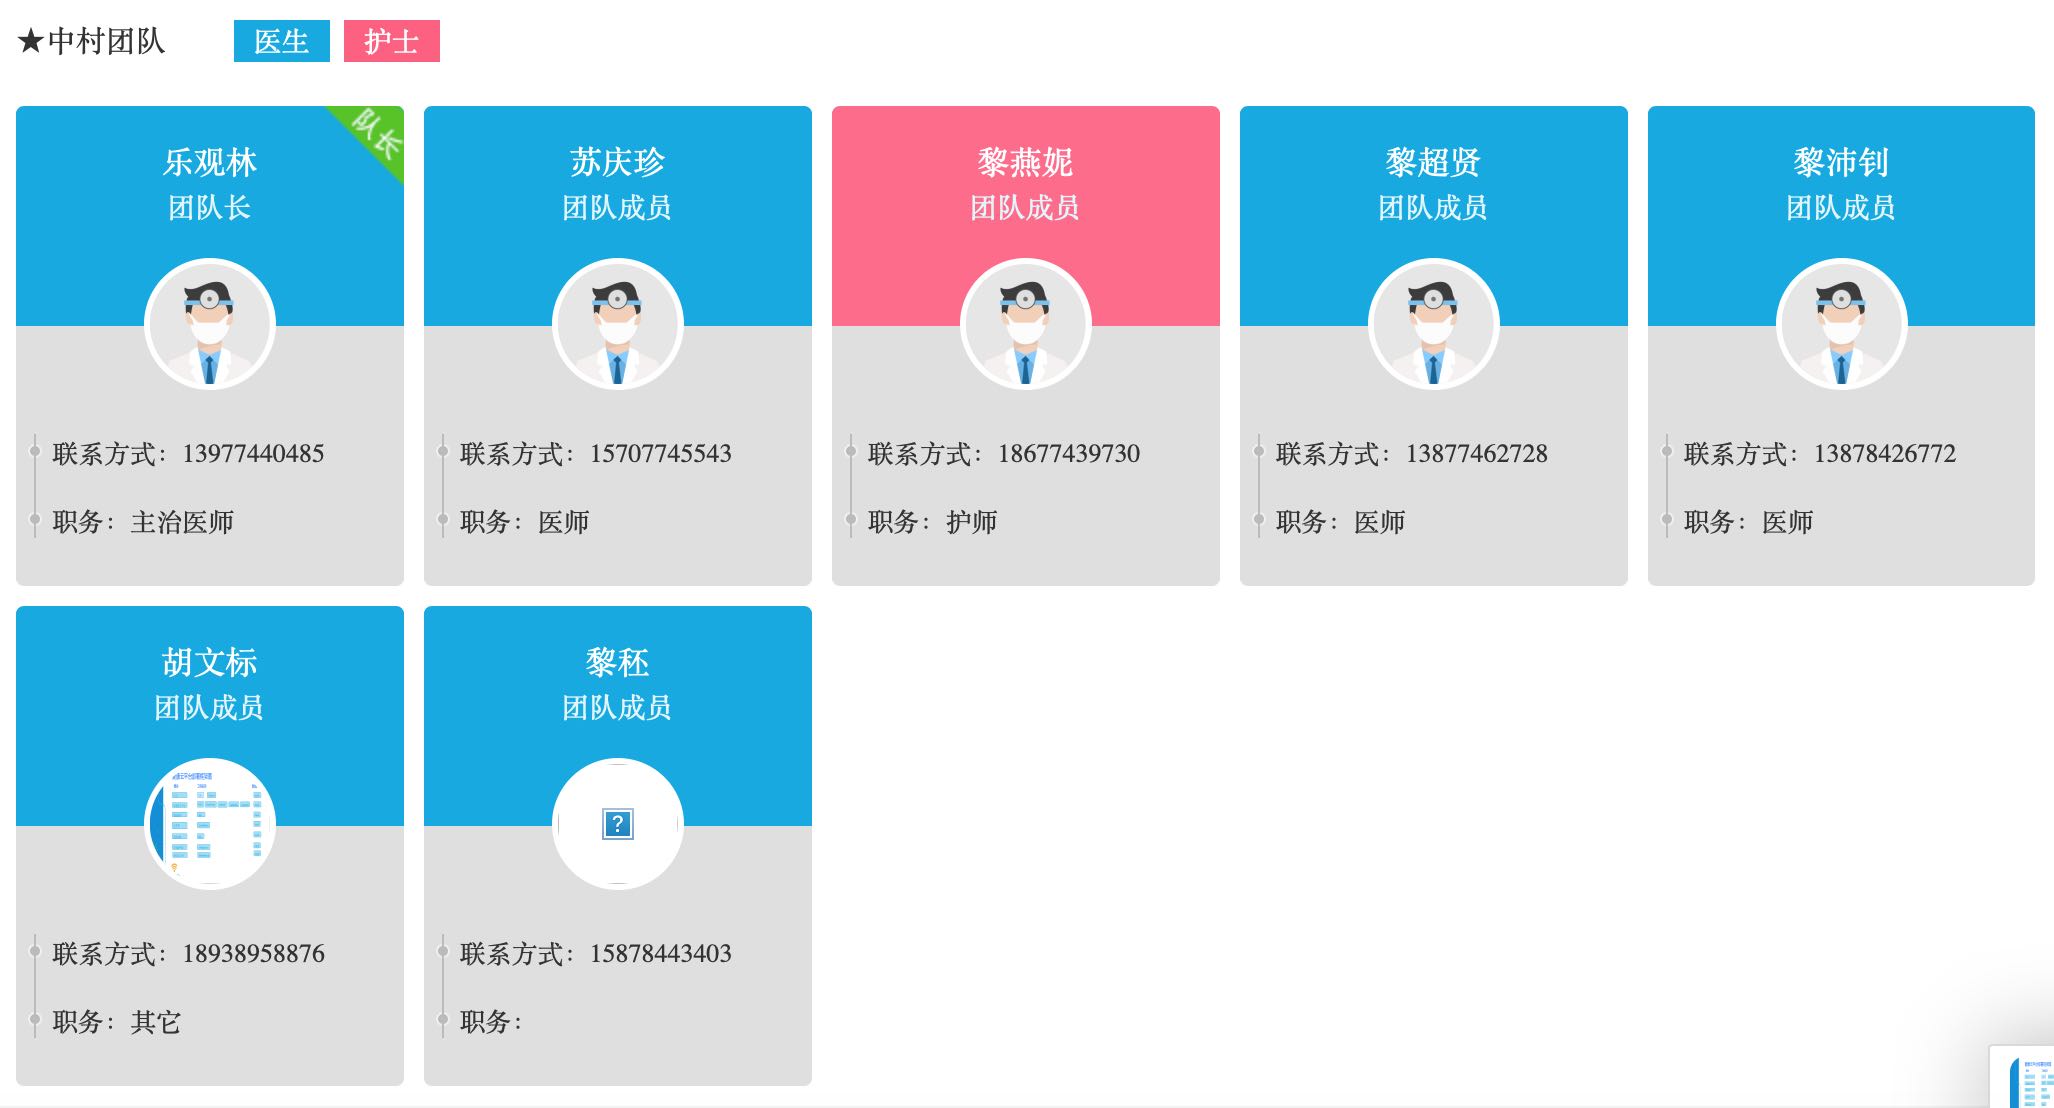 ★中村团队
医生
护士
队长
乐观林
团队长
联系方式：13977440485
职务：主治医师
苏庆珍
团队成员
联系方式：15707745543
职务：医师
黎燕妮
团队成员
联系方式：18677439730
职务：护师
黎超贤
团队成员
联系方式：13877462728
职务：医师
黎沛钊
团队成员
联系方式：13878426772
职务：医师
胡文标
团队成员
联系方式：18938958876
职务：其它
黎秠
团队成员
?
联系方式：15878443403
职务：